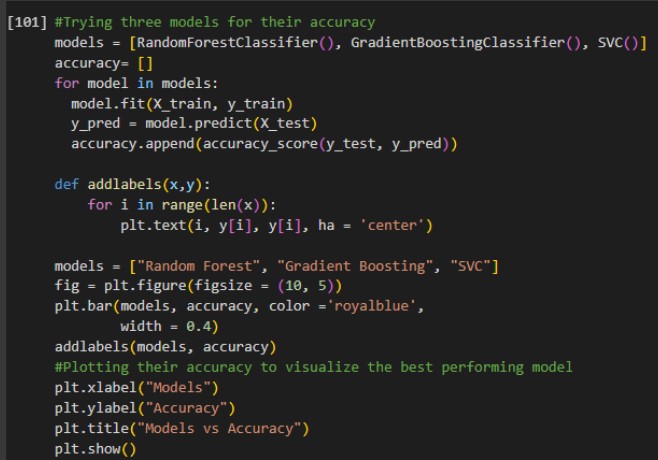 [101] #Trying three models for their accuracy
models = [RandomForestClassifier(), GradientBoostingClassifier(), SVC()]
accuracy= []
for model in models:
  model.fit(X_train, y_train)
  y_pred = model.predict(X_test)
  accuracy.append(accuracy_score(y_test, y_pred))

def addlabels(x,y):
    for i in range(len(x)):
        plt.text(i, y[i], y[i], ha = 'center')

models = ["Random Forest", "Gradient Boosting", "SVC"]
fig = plt.figure(figsize = (10, 5))
plt.bar(models, accuracy, color ='royalblue',
        width = 0.4)
addlabels(models, accuracy)
#Plotting their accuracy to visualize the best performing model
plt.xlabel("Models")
plt.ylabel("Accuracy")
plt.title("Models vs Accuracy")
plt.show()